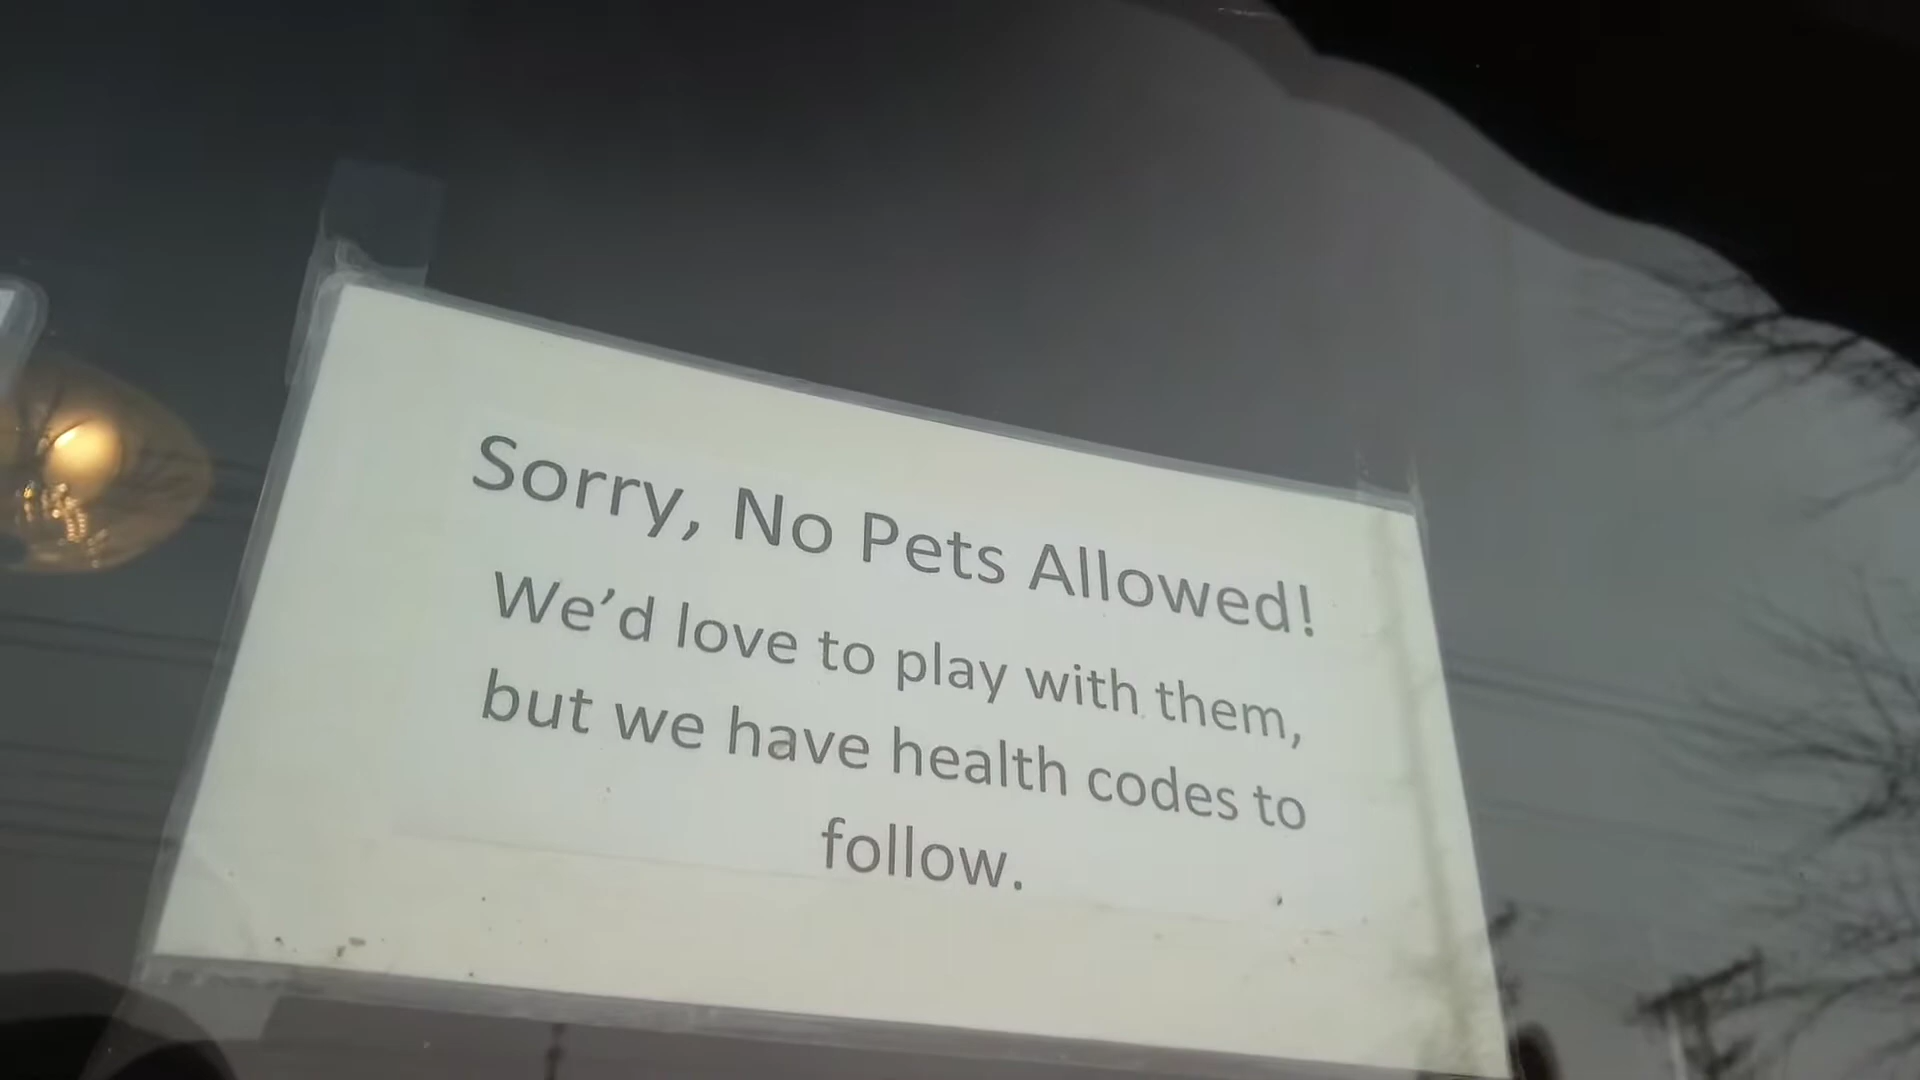 Sorry, No Pets Allowed!
We’d love to play with them,
but we have health codes to
follow.